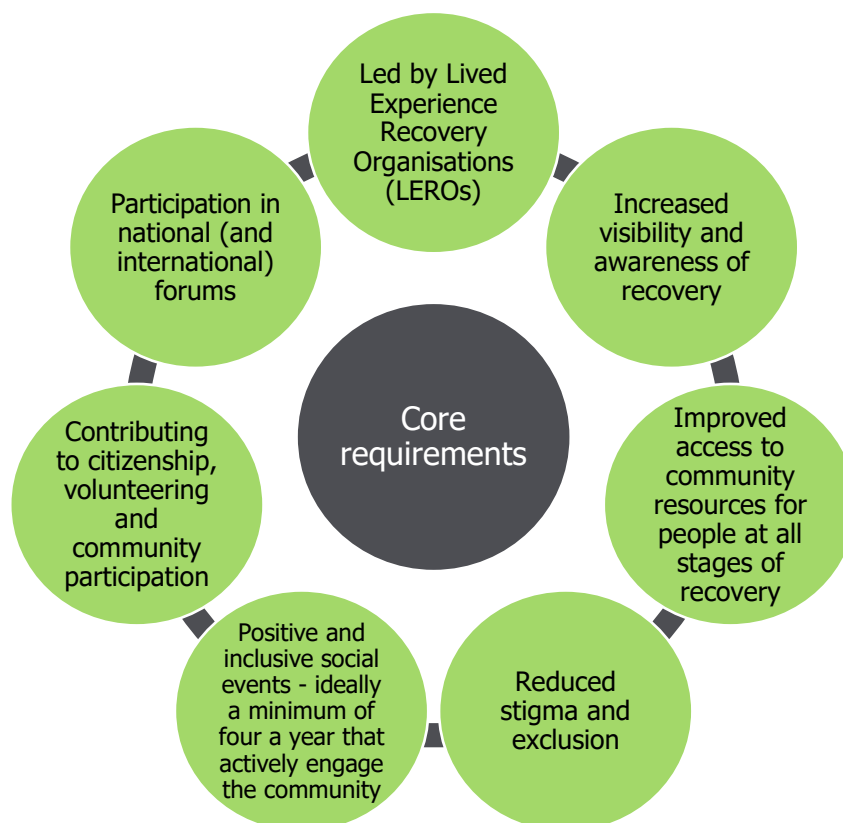 Led by Lived
Experience
Recovery
Organisations
(LEROs)
Increased
visibility and
awareness of
recovery
Improved
access to
community
resources for
people at all
stages of
recovery
Reduced
stigma and
exclusion
Positive and
inclusive social
events - ideally
a minimum of
four a year that
actively engage
the community
Contributing
to citizenship,
volunteering
and
community
participation
Participation in
national (and
international)
forums
Core
requirements